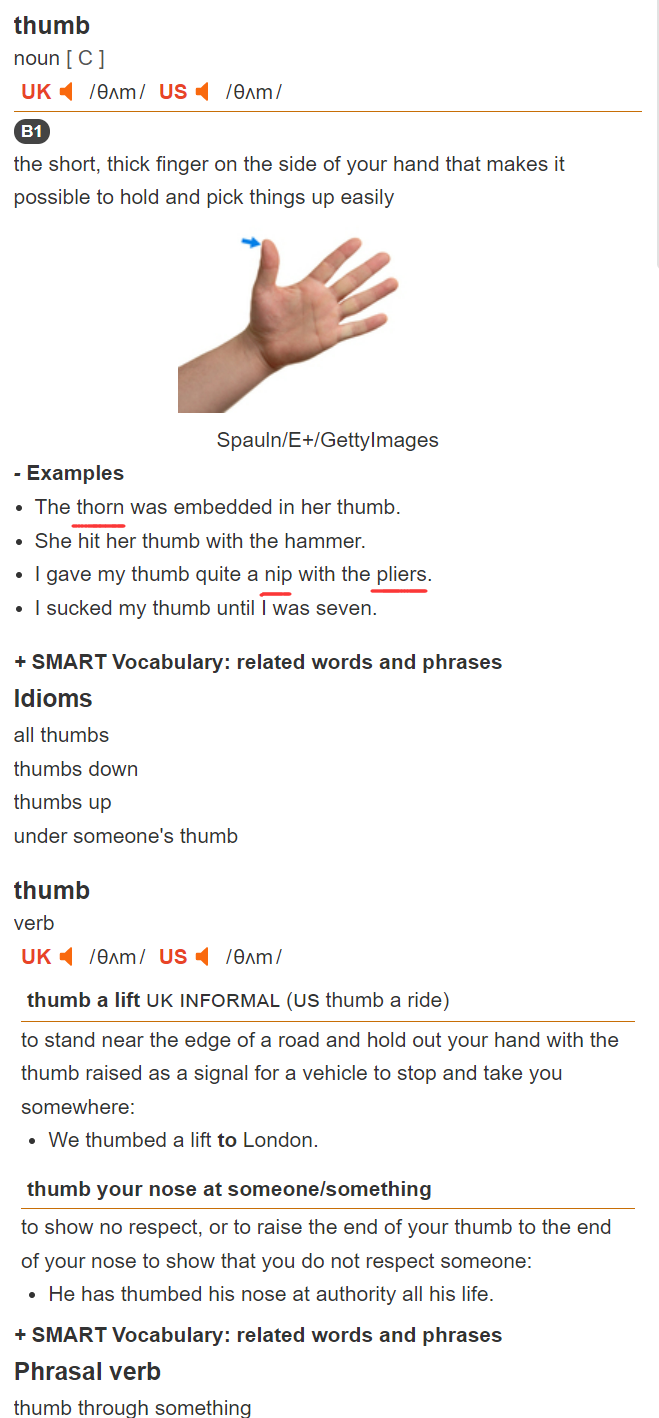 thumb
noun [ C ]
UK /θʌm/ US /θʌm/
B1
the short, thick finger on the side of your hand that makes it
possible to hold and pick things up easily
Spauln/E+/GettyImages
- Examples
• The thorn was embedded in her thumb.
• She hit her thumb with the hammer.
• I gave my thumb quite a nip with the pliers.
• I sucked my thumb until I was seven.
+ SMART Vocabulary: related words and phrases
Idioms
all thumbs
thumbs down
thumbs up
under someone's thumb
thumb
verb
UK /θʌm/ US /θʌm/
thumb a lift UK INFORMAL (US thumb a ride)
to stand near the edge of a road and hold out your hand with the
thumb raised as a signal for a vehicle to stop and take you
somewhere:
• We thumbed a lift to London.
thumb your nose at someone/something
to show no respect, or to raise the end of your thumb to the end
of your nose to show that you do not respect someone:
• He has thumbed his nose at authority all his life.
+ SMART Vocabulary: related words and phrases
Phrasal verb
thumb through something